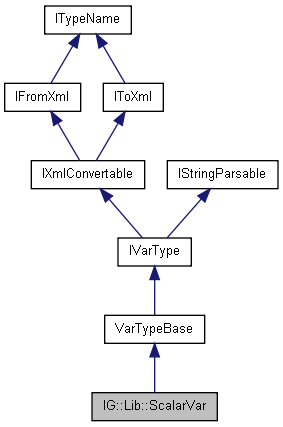 ITypeName
IFromXml
IToXml
IXmlConvertable
IStringParsable
IVarType
VarTypeBase
IG::Lib::ScalarVar